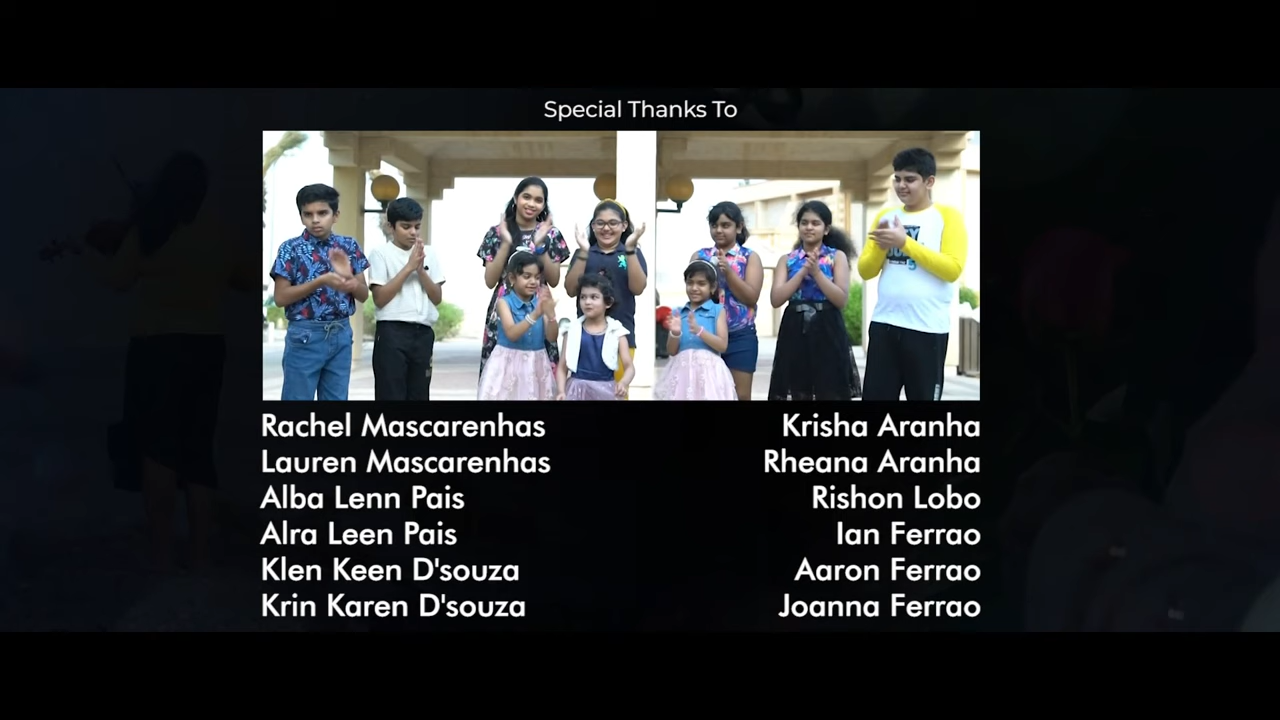 Special Thanks To
Rachel Mascarenhas
Lauren Mascarenhas
Alba Lenn Pais
Alra Leen Pais
Klen Keen D'souza
Krin Karen D'souza
Krisha Aranha
Rheana Aranha
Rishon Lobo
Ian Ferrao
Aaron Ferrao
Joanna Ferrao